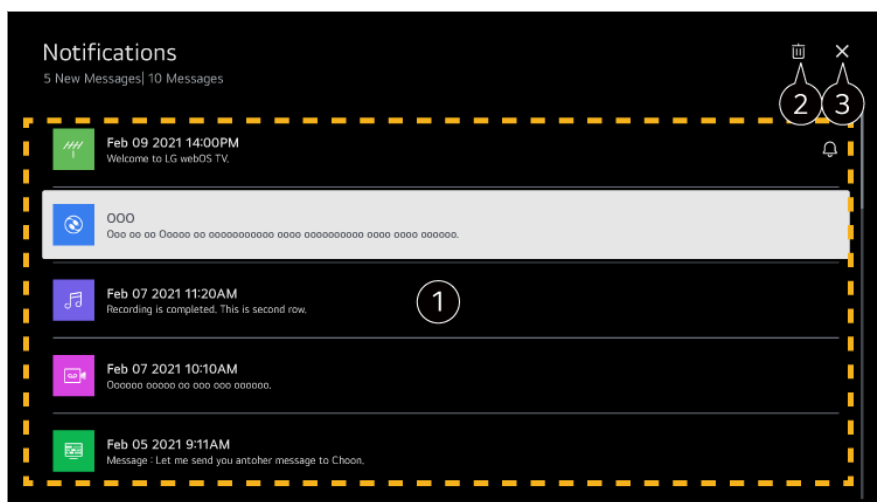 Notifications
5 New Messages| 10 Messages
2
3
Feb 09 2021 14:00PM
Welcome to LG webOS TV.
OOO
Ooo oo oo Ooooo oo ooooooooooo oooo oooooooooo oooo oooo oooooo.
Feb 07 2021 11:20AM
Recording is completed. This is second row.
1
Feb 07 2021 10:10AM
Oooooo ooooo oo ooo ooo oooooo.
Feb 05 2021 9:11AM
Message : Let me send you antoher message to Choon.